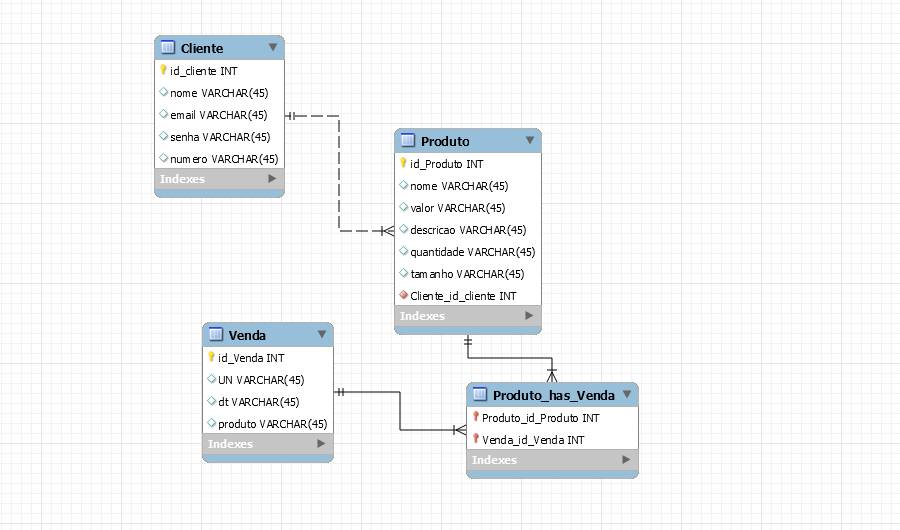 Cliente
id_cliente INT
nome VARCHAR(45)
email VARCHAR(45)
senha VARCHAR(45)
numero VARCHAR(45)
Indexes
Produto
id_Produto INT
nome VARCHAR(45)
valor VARCHAR(45)
descricao VARCHAR(45)
quantidade VARCHAR(45)
tamanho VARCHAR(45)
Cliente_id_cliente INT
Indexes
Venda
id_Venda INT
UN VARCHAR(45)
dt VARCHAR(45)
produto VARCHAR(45)
Indexes
Produto_has_Venda
Produto_id_Produto INT
Venda_id_Venda INT
Indexes